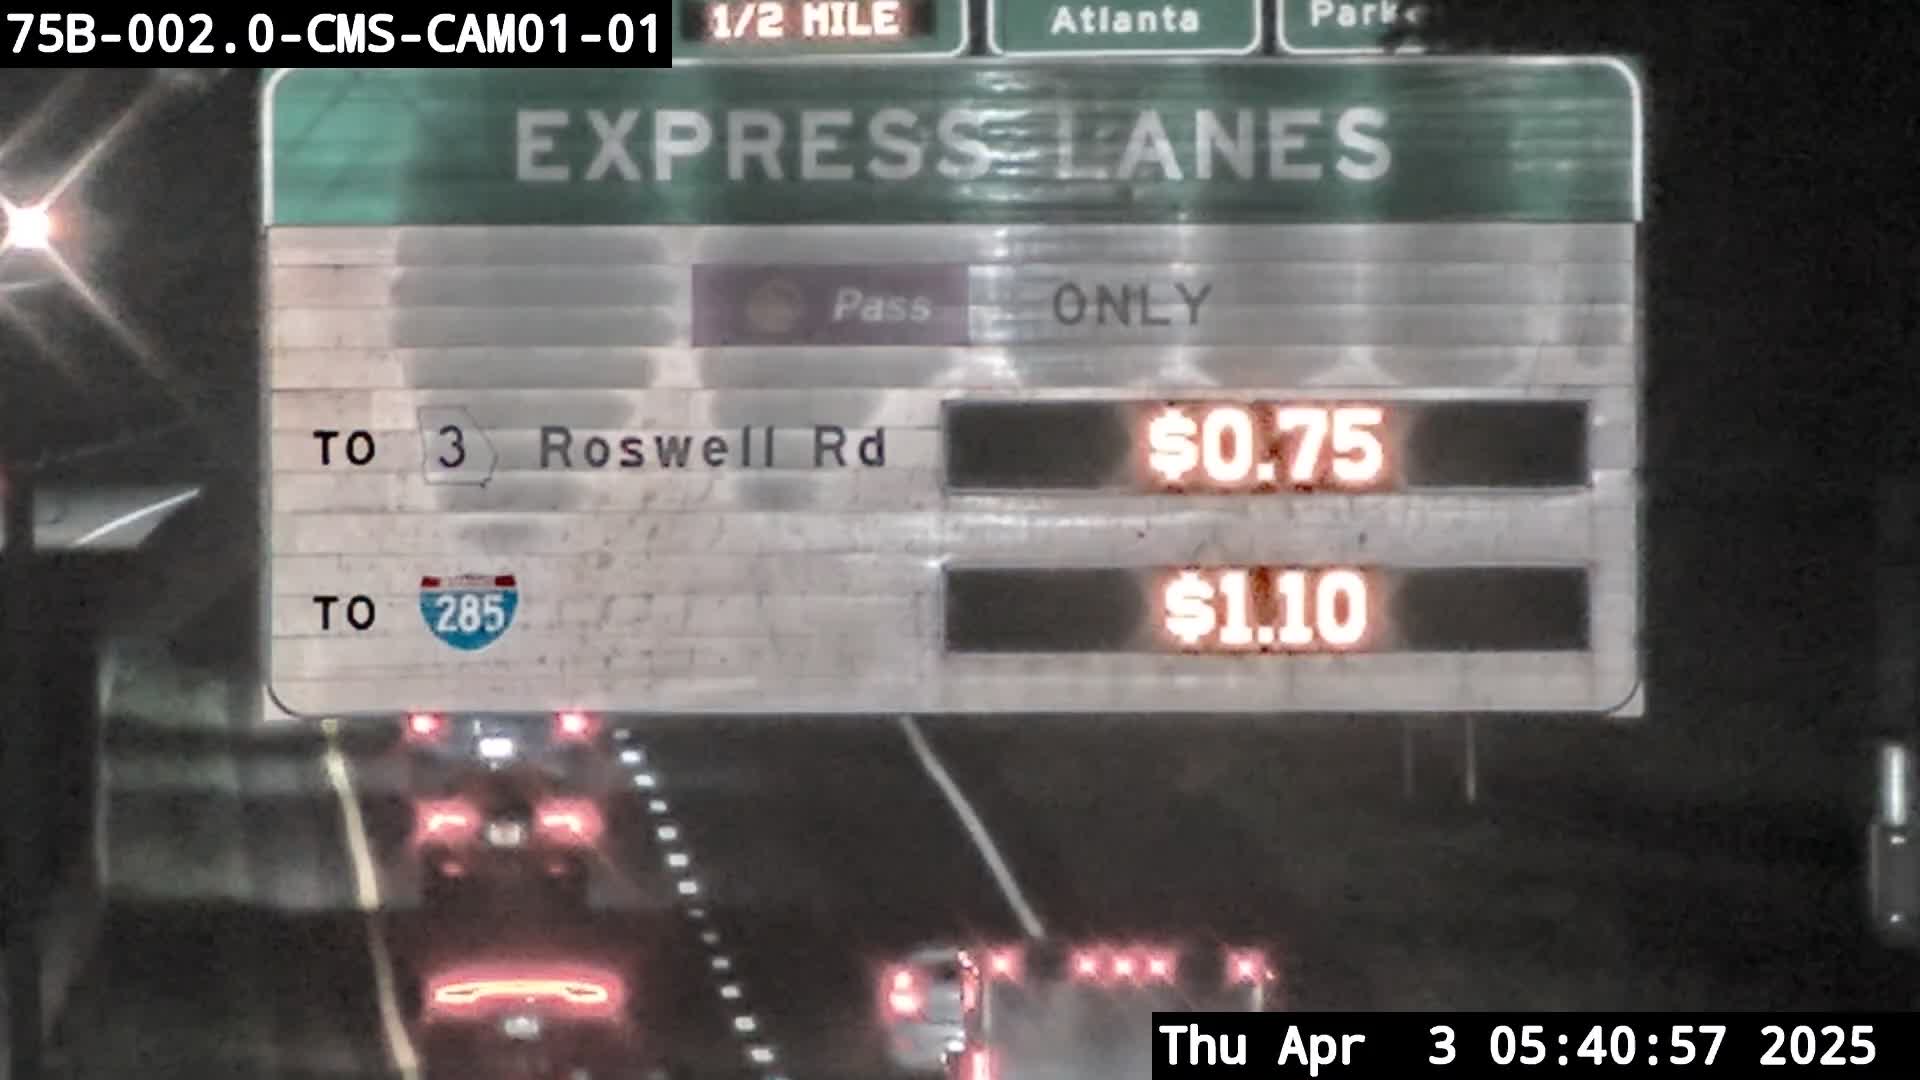 75B-002.0-CMS-CAM01-01
1/2 MILE
Atlanta
EXPRESS LANES
Pass ONLY
TO 3 Roswell Rd $0.75
TO 285 $1.10
Thu Apr 3 05:40:57 2025